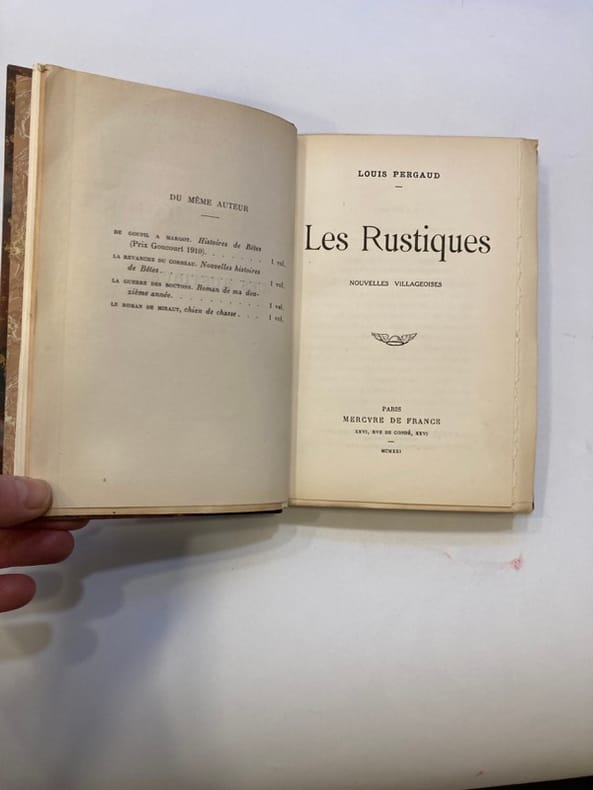 DU MÊME AUTEUR
DE GOUPIL A MARGOT. Histoires de Bêtes
(Prix Goncourt 1910). . . . . . . 1 vol.
LA REVANCHE DU CORBEAU. Nouvelles histoires
de Bêtes. . . . . . . . . . . 1 vol.
LA GUERRE DES BOUTONS. Roman de ma dou-
zième année. . . . . . . . . . 1 vol.
LE ROMAN DE MIRAUT, chien de chasse. . . . 1 vol.
LOUIS PERGAUD
Les Rustiques
NOUVELLES VILLAGEOISES
PARIS
MERCVRE DE FRANCE
XXVI, RVE DE CONDÉ, XXVI
MCMXXI